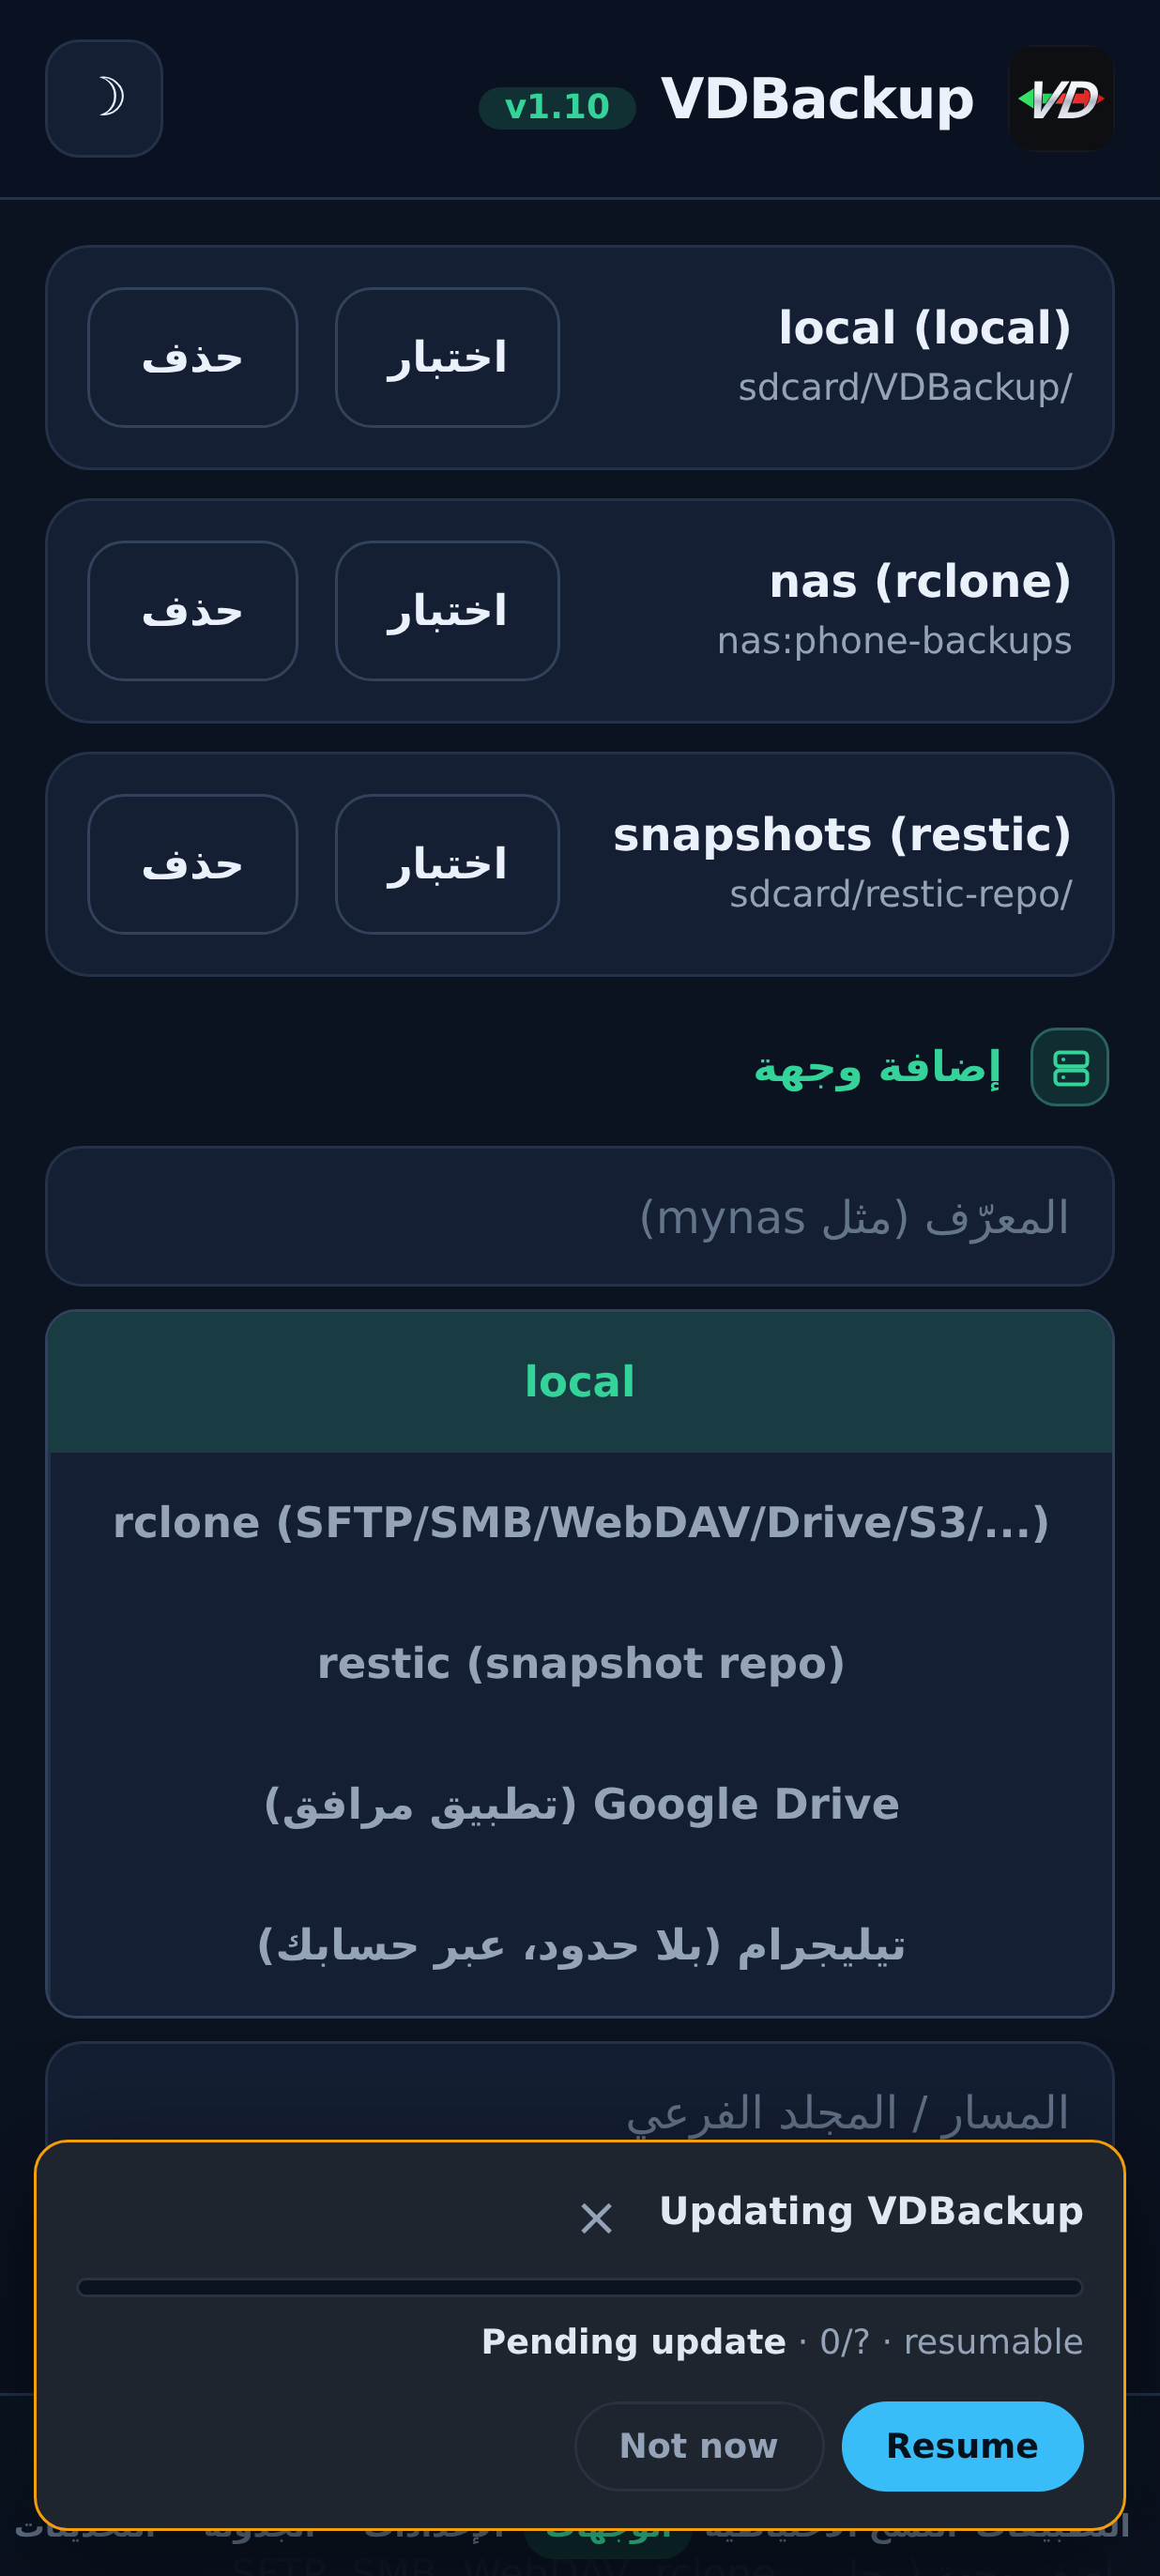 VD VDBackup v1.10
local (local)
sdcard/VDBackup/
اختبار
حذف
nas (rclone)
nas:phone-backups
اختبار
حذف
snapshots (restic)
sdcard/restic-repo/
اختبار
حذف
إضافة وجهة
المعرّف (مثل mynas)
local
rclone (SFTP/SMB/WebDAV/Drive/S3/...)
restic (snapshot repo)
Google Drive (تطبيق مرافق)
تيليجرام (بلا حدود، عبر حسابك)
المسار / المجلد الفرعي
Updating VDBackup ×
Pending update · 0/? · resumable
Resume
Not now